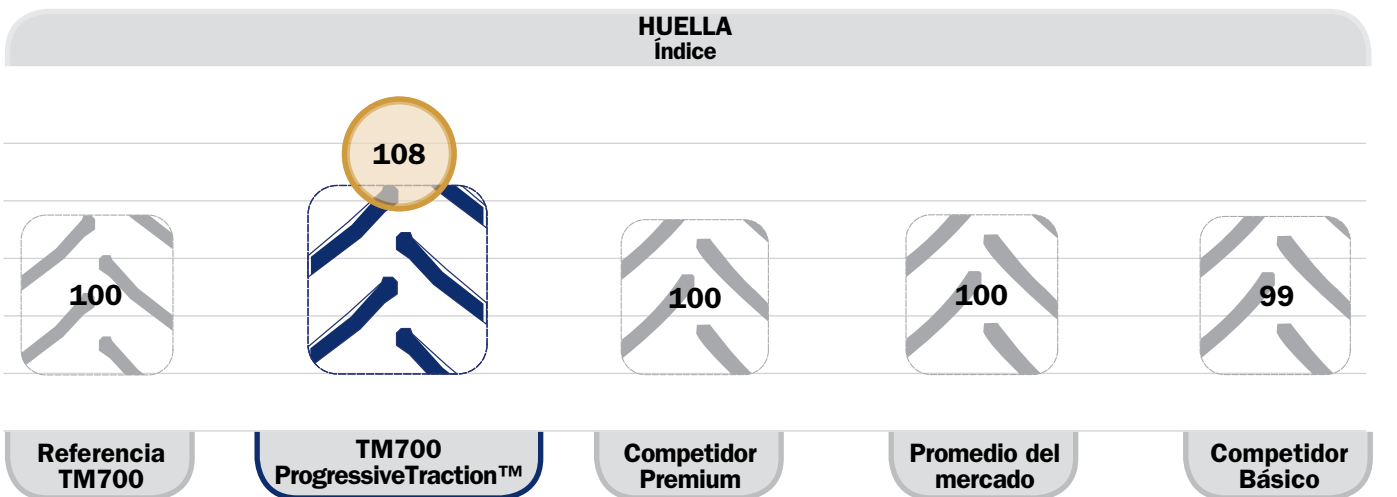 HUELLA
Índice
108
100
100
100
99
Referencia
TM700
TM700
ProgressiveTraction™
Competidor
Premium
Promedio del
mercado
Competidor
Básico